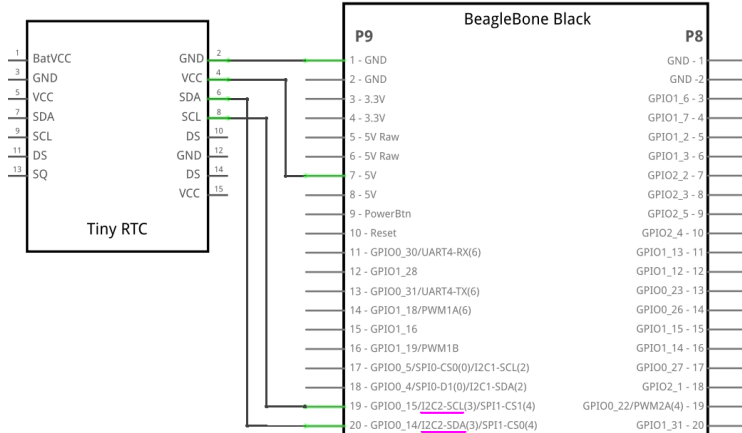 BeagleBone Black
P9
P8
1
BatVCC
GND
2
3
GND
VCC
4
5
VCC
SDA
6
7
SDA
SCL
8
9
SCL
DS
10
11
DS
GND
12
13
SQ
DS
14
VCC
15
Tiny RTC
1 - GND
2 - GND
3 - 3.3V
4 - 3.3V
5 - 5V Raw
6 - 5V Raw
7 - 5V
8 - 5V
9 - PowerBtn
10 - Reset
11 - GPIO0_30/UART4-RX(6)
12 - GPIO1_28
13 - GPIO0_31/UART4-TX(6)
14 - GPIO1_18/PWM1A(6)
15 - GPIO1_16
16 - GPIO1_19/PWM1B
17 - GPIO0_5/SPI0-CS0(0)/I2C1-SCL(2)
18 - GPIO0_4/SPI0-D1(0)/I2C1-SDA(2)
19 - GPIO0_15/I2C2-SCL(3)/SPI1-CS1(4)
20 - GPIO0_14/I2C2-SDA(3)/SPI1-CS0(4)
GND - 1
GND -2
GPIO1_6 - 3
GPIO1_7 - 4
GPIO1_2 - 5
GPIO1_3 - 6
GPIO2_2 - 7
GPIO2_3 - 8
GPIO2_5 - 9
GPIO2_4 - 10
GPIO1_13 - 11
GPIO1_12 - 12
GPIO0_23 - 13
GPIO0_26 - 14
GPIO1_15 - 15
GPIO1_14 - 16
GPIO0_27 - 17
GPIO2_1 - 18
GPIO0_22/PWM2A(4) - 19
GPIO1_31 - 20